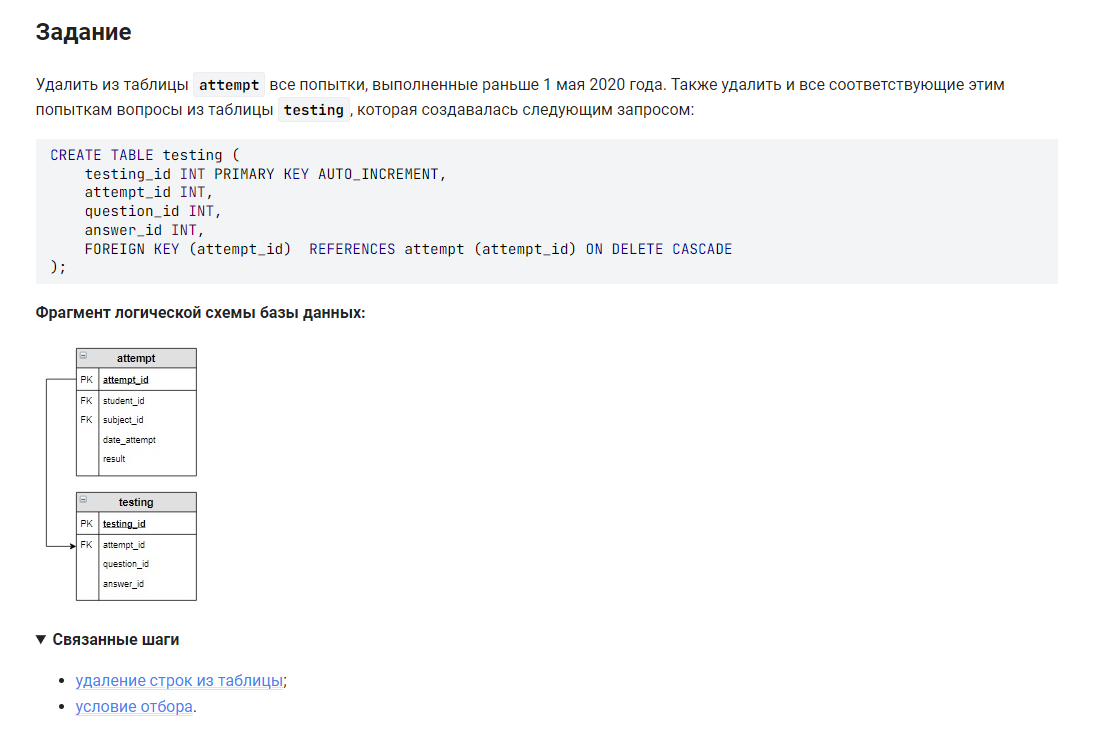 Задание
Удалить из таблицы attempt все попытки, выполненные раньше 1 мая 2020 года. Также удалить и все соответствующие этим
попыткам вопросы из таблицы testing , которая создавалась следующим запросом:
CREATE TABLE testing (
    testing_id INT PRIMARY KEY AUTO_INCREMENT,
    attempt_id INT,
    question_id INT,
    answer_id INT,
    FOREIGN KEY (attempt_id)  REFERENCES attempt (attempt_id) ON DELETE CASCADE
);
Фрагмент логической схемы базы данных:
attempt
PK attempt_id
FK student_id
FK subject_id
date_attempt
result
testing
PK testing_id
FK attempt_id
question_id
answer_id
▼ Связанные шаги
• удаление строк из таблицы;
• условие отбора.